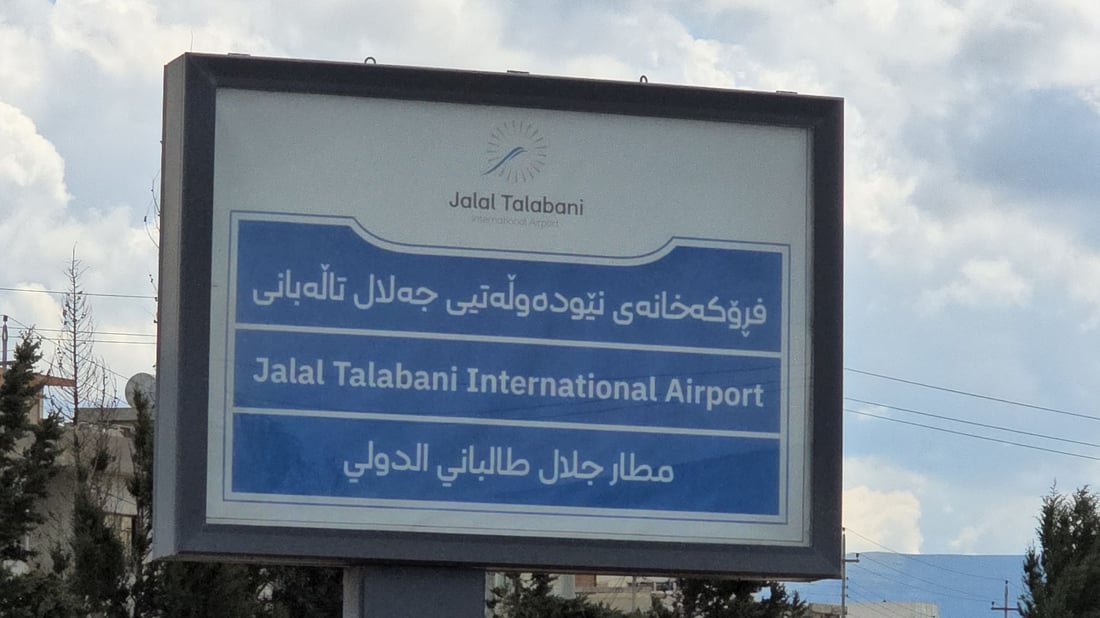 Jalal Talabani
International Airport
فڕۆکەخانەی نێودەوڵەتیی جەلال تاڵەبانی
Jalal Talabani International Airport
مطار جلال طالباني الدولي